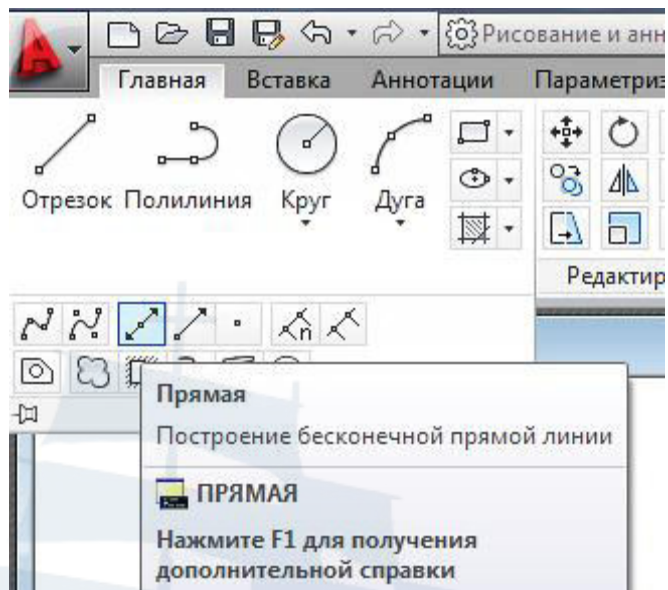 Рисование и анн
Главная Вставка Аннотации Параметриз
Отрезок Полилиния Круг Дуга
Редактир
n
Прямая
Построение бесконечной прямой линии
ПРЯМАЯ
Нажмите F1 для получения
дополнительной справки